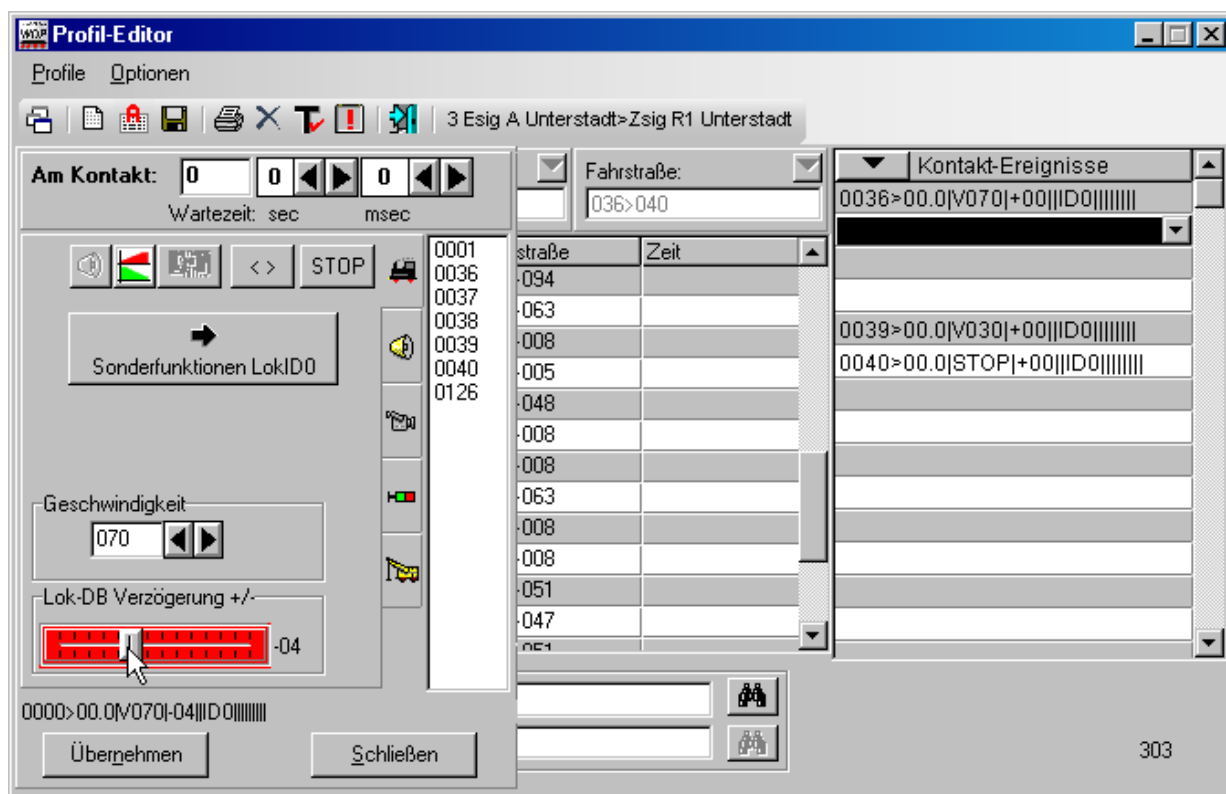 Profil-Editor
Profile Optionen
3 Esig A Unterstadt>Zsig R1 Unterstadt
Am Kontakt: 0 0 0
Wartezeit: sec msec
< > STOP
Sonderfunktionen LokID0
Geschwindigkeit
070
Lok-DB Verzögerung +/-
-04
0000>00.0|V070|-04|||ID0||||||||
Übernehmen Schließen
0001
0036
0037
0038
0039
0040
0126
Fahrstraße:
036>040
straße Zeit
-094
-063
-008
-005
-048
-008
-008
-063
-008
-008
-051
-047
-051
Kontakt-Ereignisse
0036>00.0|V070|+00|||ID0||||||||
0039>00.0|V030|+00|||ID0||||||||
0040>00.0|STOP|+00|||ID0||||||||
303